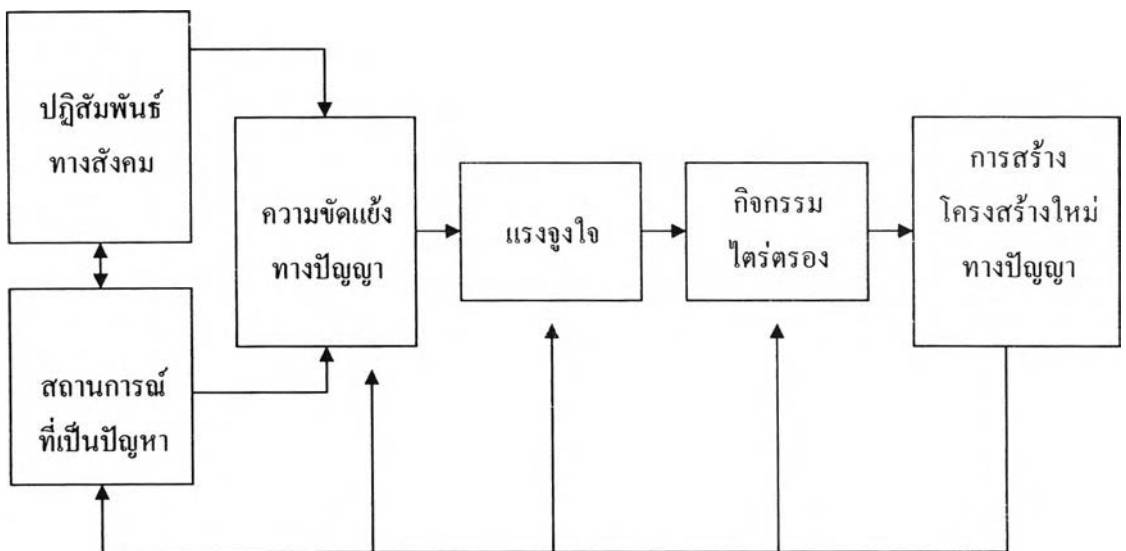 ปฏิสัมพันธ์
ทางสังคม
สถานการณ์
ที่เป็นปัญหา
ความขัดแย้ง
ทางปัญญา
แรงจูงใจ
กิจกรรม
ไตร่ตรอง
การสร้าง
โครงสร้างใหม่
ทางปัญญา